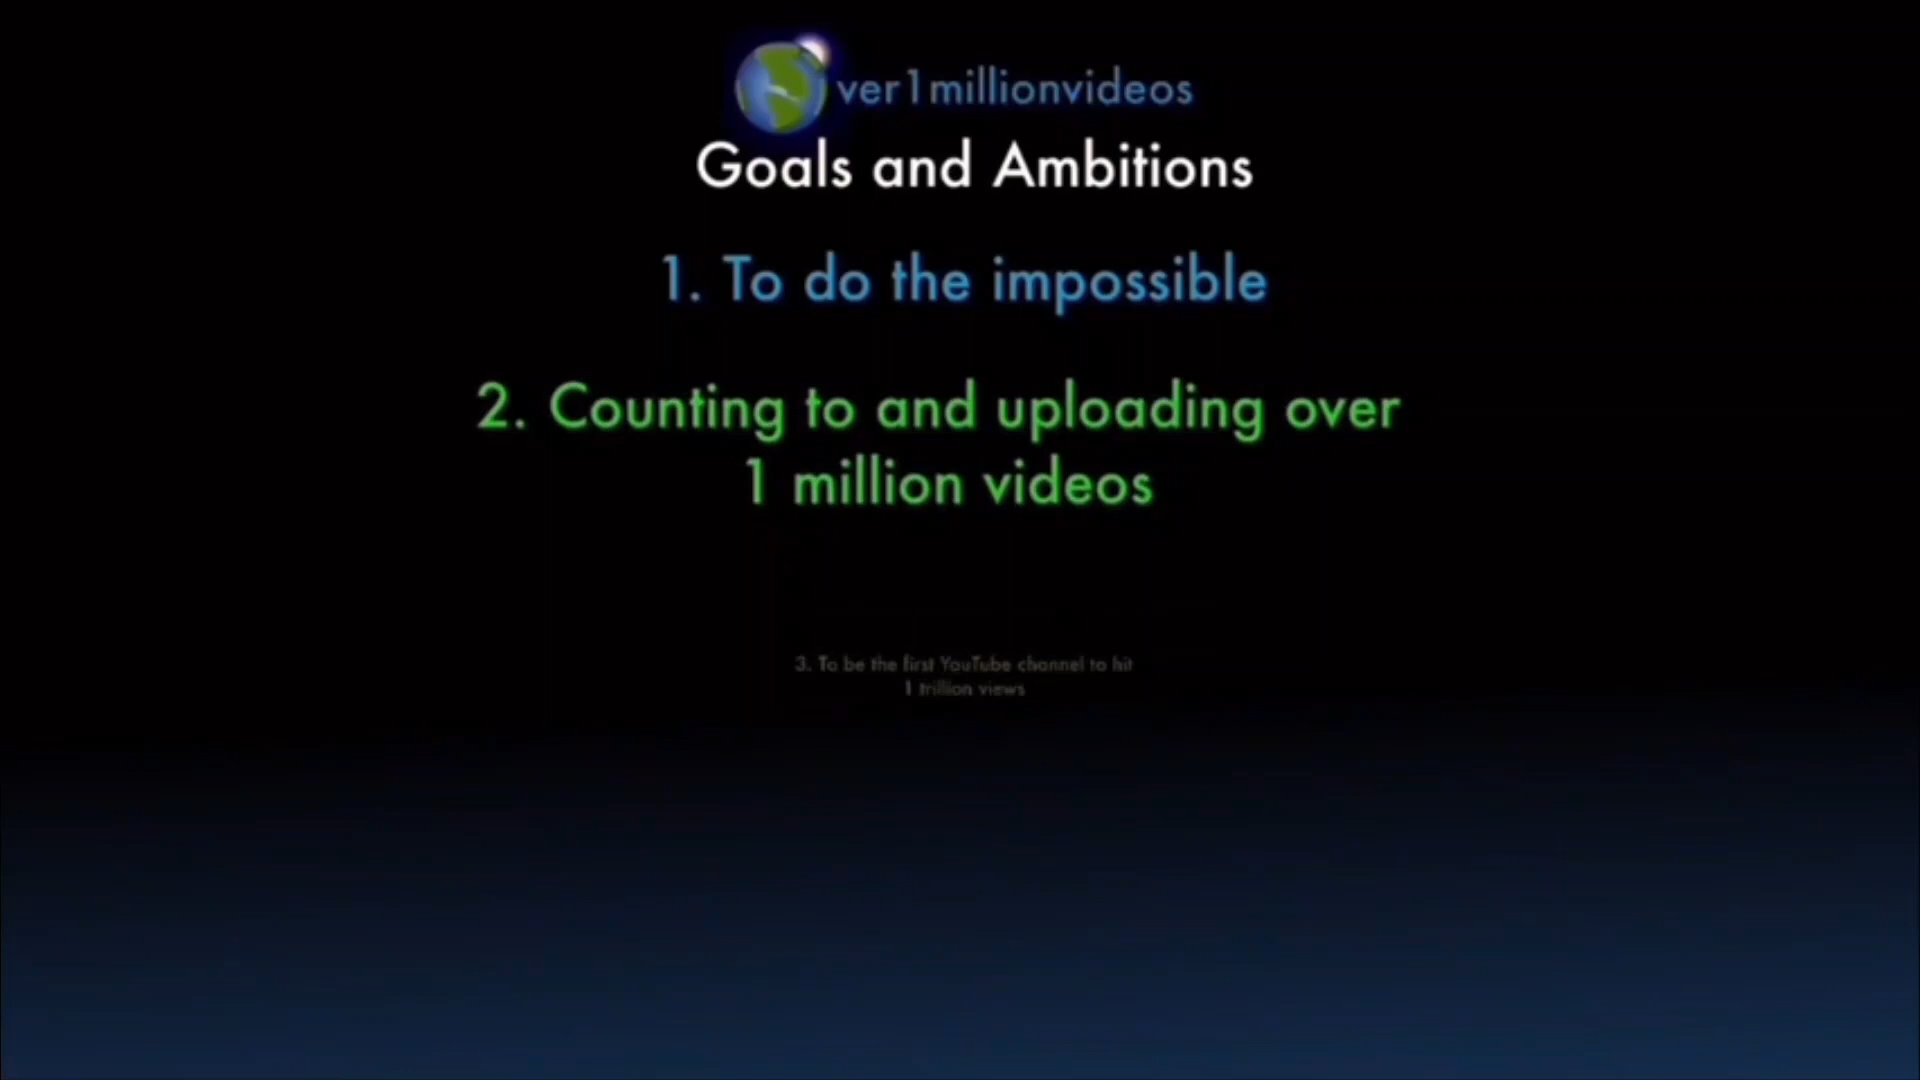 ver1millionvideos
Goals and Ambitions
1. To do the impossible
2. Counting to and uploading over
1 million videos
3. To be the first YouTube channel to hit
1 trillion views